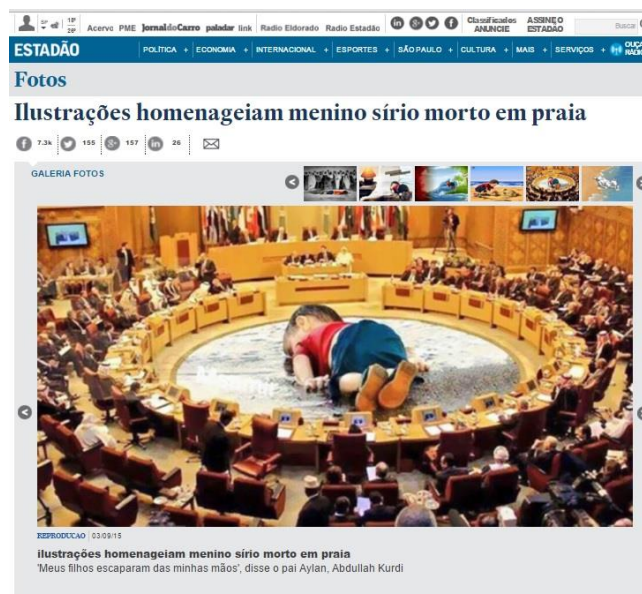 11º
28º
Acervo PME Jornal do Carro paladar link Radio Eldorado Radio Estadão
Classificados ASSINE O
ANUNCIE ESTADÃO
Busca
ESTADÃO
POLÍTICA + ECONOMIA + INTERNACIONAL + ESPORTES + SÃO PAULO + CULTURA + MAIS + SERVIÇOS +
Fotos
Ilustrações homenageiam menino sírio morto em praia
7.3k 155 157 26
GALERIA FOTOS
REPRODUCAO 03/09/15
ilustrações homenageiam menino sírio morto em praia
'Meus filhos escaparam das minhas mãos', disse o pai Aylan, Abdullah Kurdi